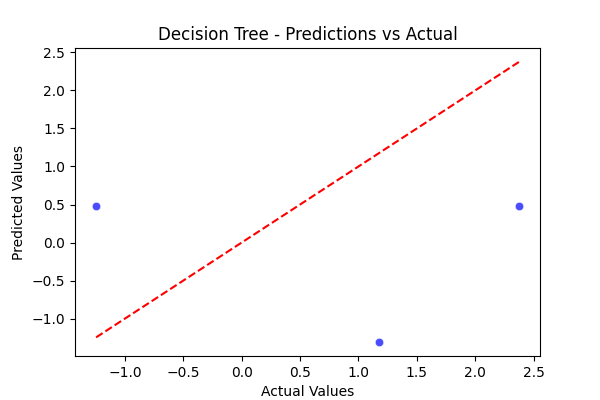 Decision Tree - Predictions vs Actual
2.5
2.0
1.5
1.0
0.5
0.0
−0.5
−1.0
Predicted Values
−1.0 −0.5 0.0 0.5 1.0 1.5 2.0 2.5
Actual Values